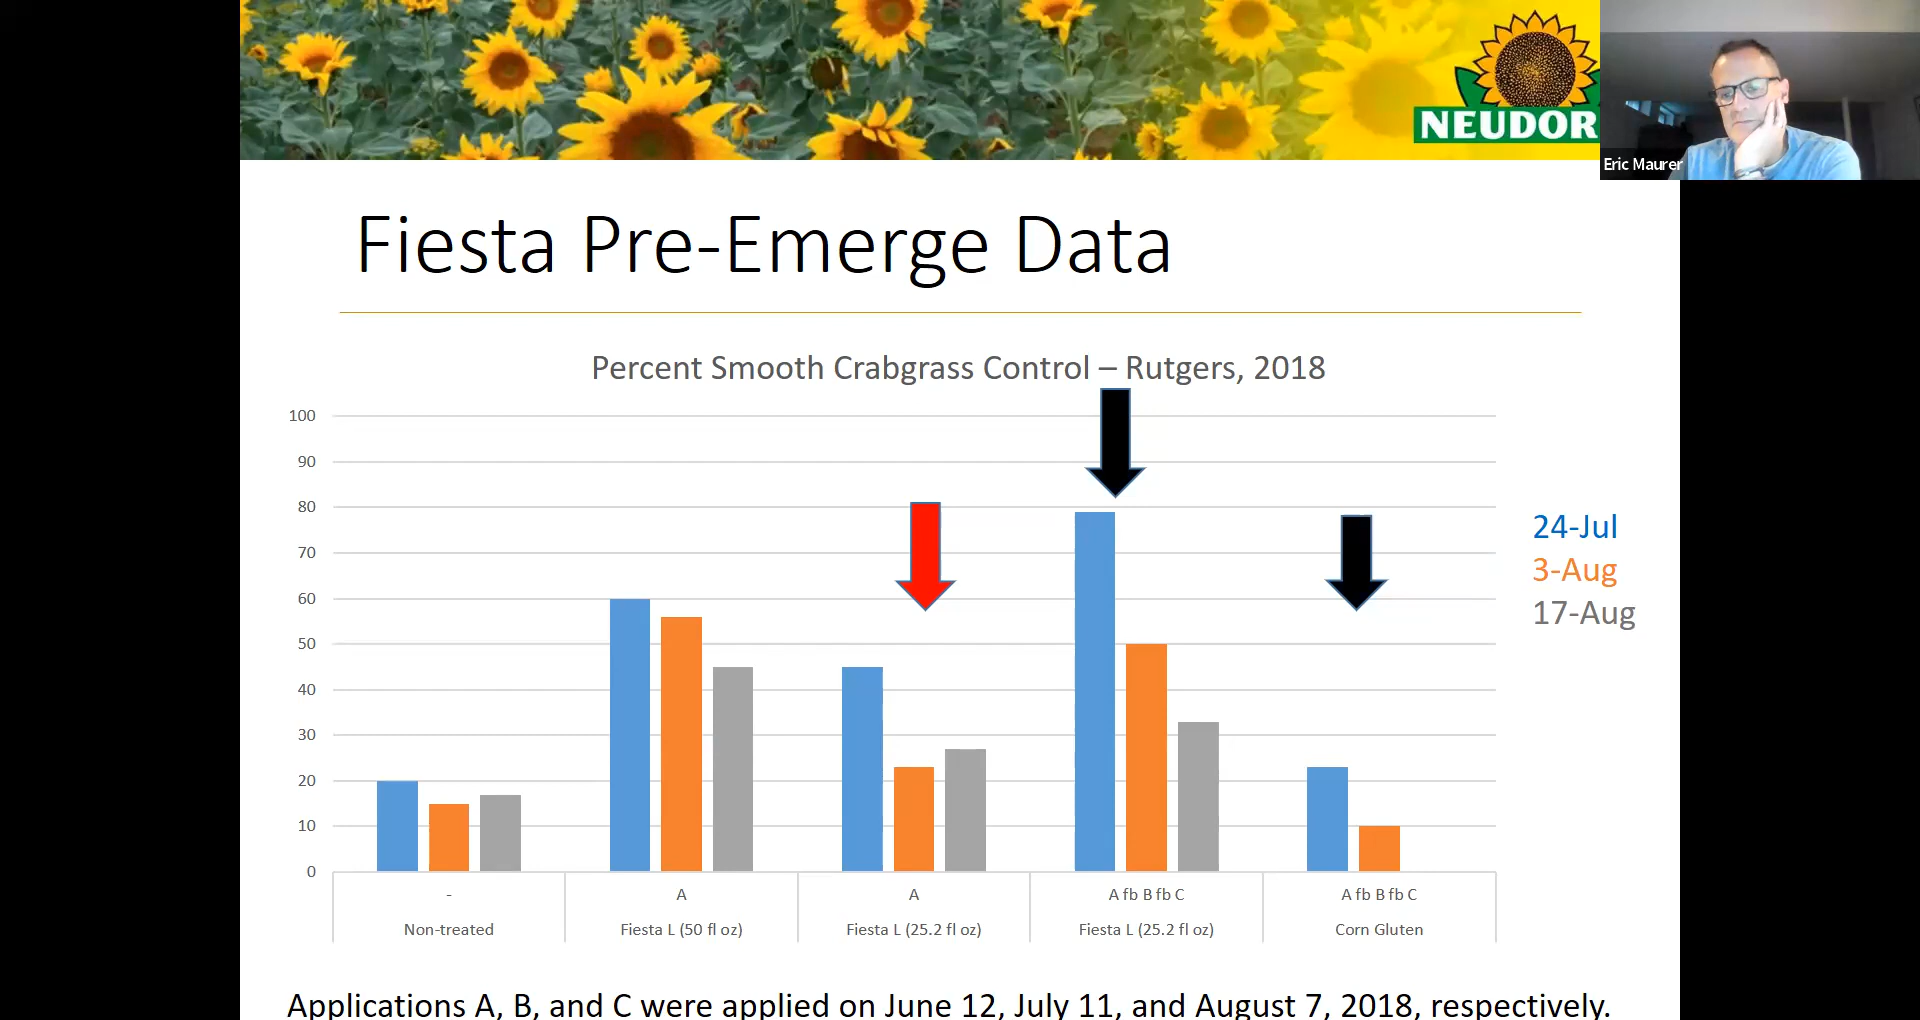 NEUDOR
Eric Maurer
Fiesta Pre-Emerge Data
Percent Smooth Crabgrass Control – Rutgers, 2018
100
90
80
70
60
50
40
30
20
10
0
24-Jul
3-Aug
17-Aug
- A A A fb B fb C A fb B fb C
Non-treated Fiesta L (50 fl oz) Fiesta L (25.2 fl oz) Fiesta L (25.2 fl oz) Corn Gluten
Applications A, B, and C were applied on June 12, July 11, and August 7, 2018, respectively.